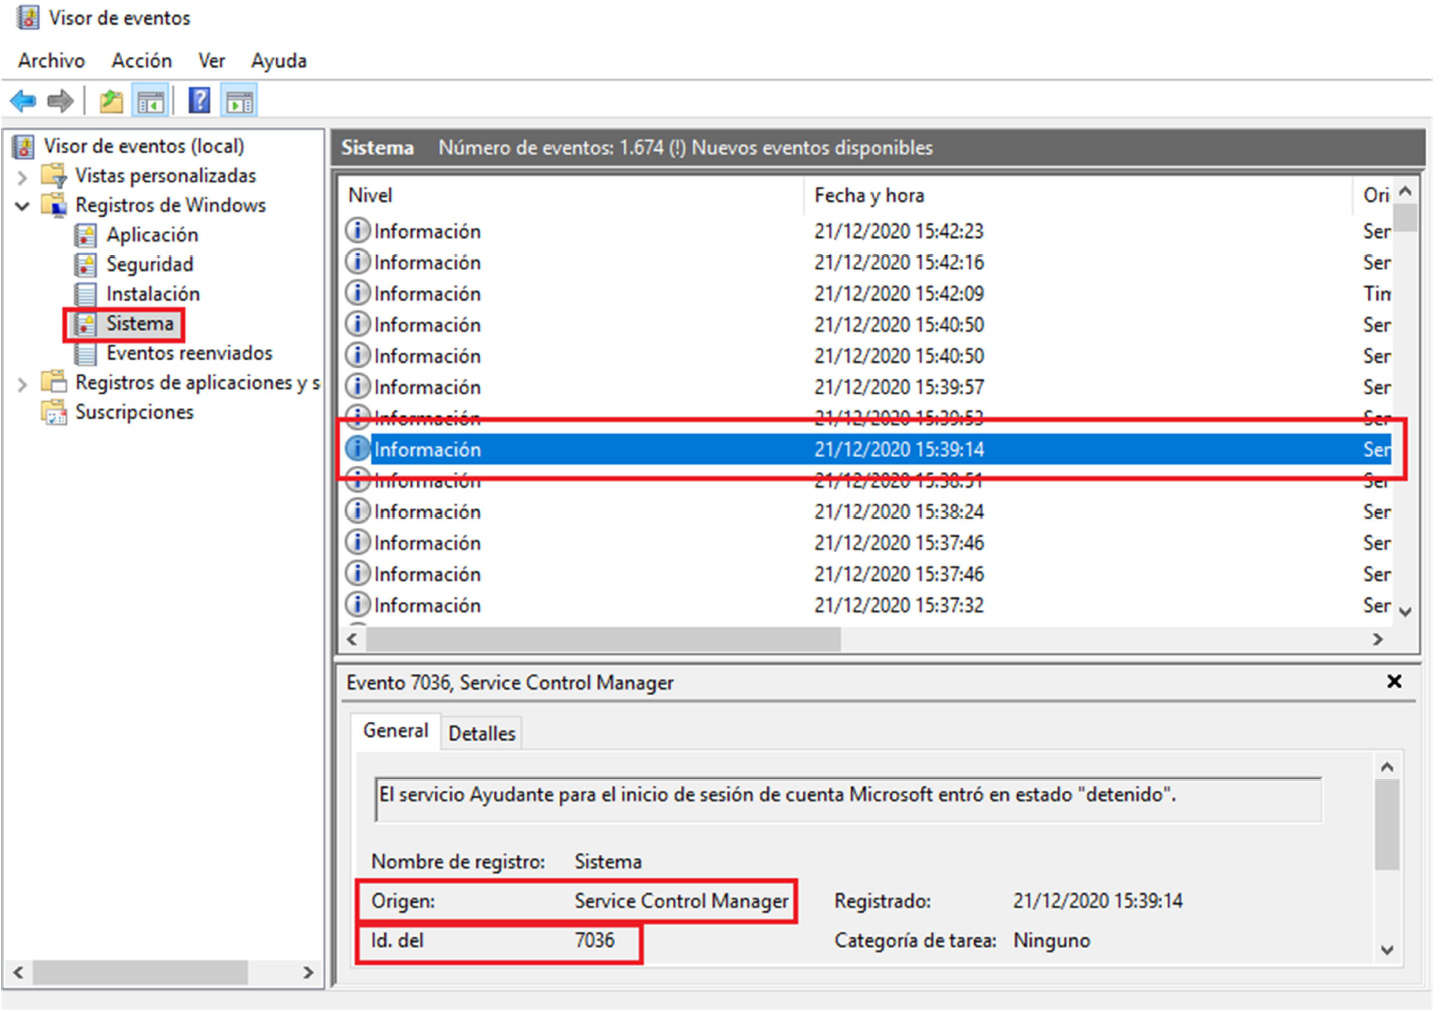 Visor de eventos
Archivo Acción Ver Ayuda
Visor de eventos (local)
Vistas personalizadas
Registros de Windows
Aplicación
Seguridad
Instalación
Sistema
Eventos reenviados
Registros de aplicaciones y s
Suscripciones
Sistema Número de eventos: 1.674 (!) Nuevos eventos disponibles
Nivel Fecha y hora Ori
Información 21/12/2020 15:42:23 Ser
Información 21/12/2020 15:42:16 Ser
Información 21/12/2020 15:42:09 Tim
Información 21/12/2020 15:40:50 Ser
Información 21/12/2020 15:40:50 Ser
Información 21/12/2020 15:39:57 Ser
Información 21/12/2020 15:39:53 Ser
Información 21/12/2020 15:39:14 Ser
Información 21/12/2020 15:38:51 Ser
Información 21/12/2020 15:38:24 Ser
Información 21/12/2020 15:37:46 Ser
Información 21/12/2020 15:37:46 Ser
Información 21/12/2020 15:37:32 Ser
Evento 7036, Service Control Manager
General Detalles
El servicio Ayudante para el inicio de sesión de cuenta Microsoft entró en estado "detenido".
Nombre de registro: Sistema
Origen: Service Control Manager Registrado: 21/12/2020 15:39:14
Id. del 7036 Categoría de tarea: Ninguno